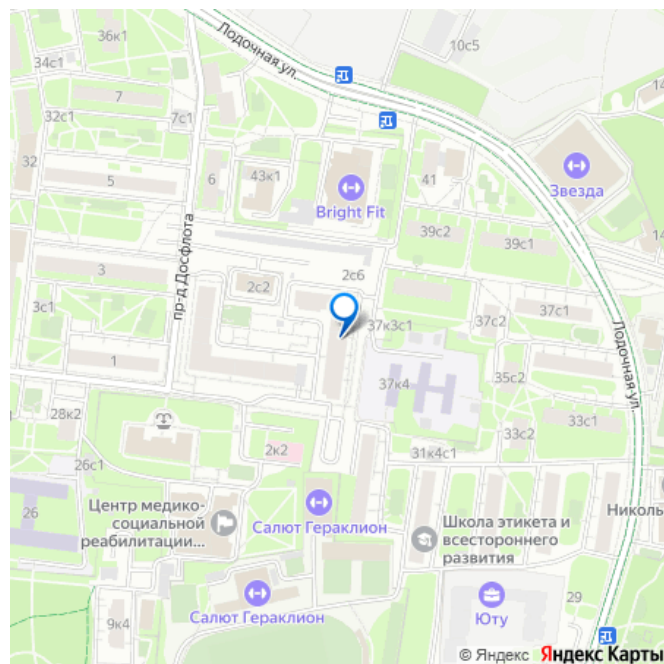 36к1
Лодочная ул.
10с5
34с1
7
7с1
32с1
Звезда
32
5
6
43к1
41
14
Bright Fit
39с2
39с1
пр-д Досфлота
3
2с6
2с2
3с1
37с1
37к3с1
37с2
Лодочная ул.
1
37к4
35с2
28к2
33с1
33с2
2к2
31к4с1
26с1
26
Центр медико-
социальной
реабилитации...
Салют Гераклион
Школа этикета и
всестороннего
развития
Николь
Салют Гераклион
Юту
29
9к4
© Яндекс Яндекс Карты